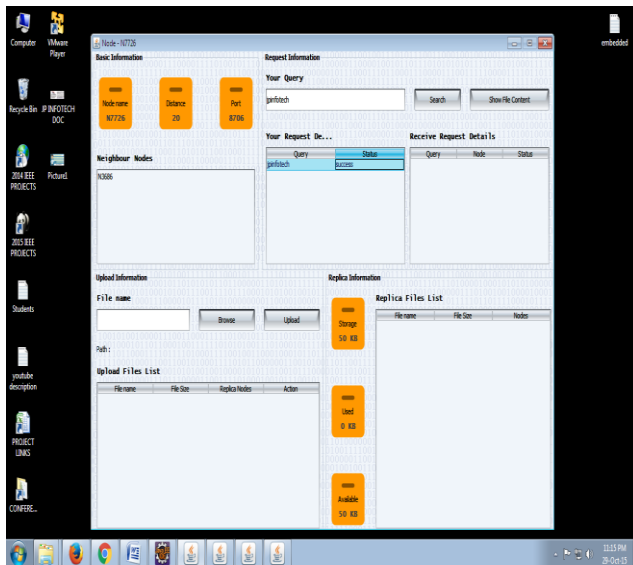 Computer
VMware Player
embedded
Recycle Bin
JP INFOTECH DOC
2014 IEEE PROJECTS
Picture1
2015 IEEE PROJECTS
Students
youtube description
PROJECT LINKS
CONFERE...
Node - N7726
Basic Information
Node name
N7726
Distance
20
Port
8706
Neighbour Nodes
N3686
Request Information
Your Query
jpinfotech
Search
Show File Content
Your Request De...
Query Status
jpinfotech success
Receive Request Details
Query Node Status
Upload Information
File name
Browse
Upload
Path :
Upload Files List
File name File Size Replica Nodes Action
Replica Information
Storage
50 KB
Used
0 KB
Available
50 KB
Replica Files List
File name File Size Nodes
11:15 PM
29-Oct-15